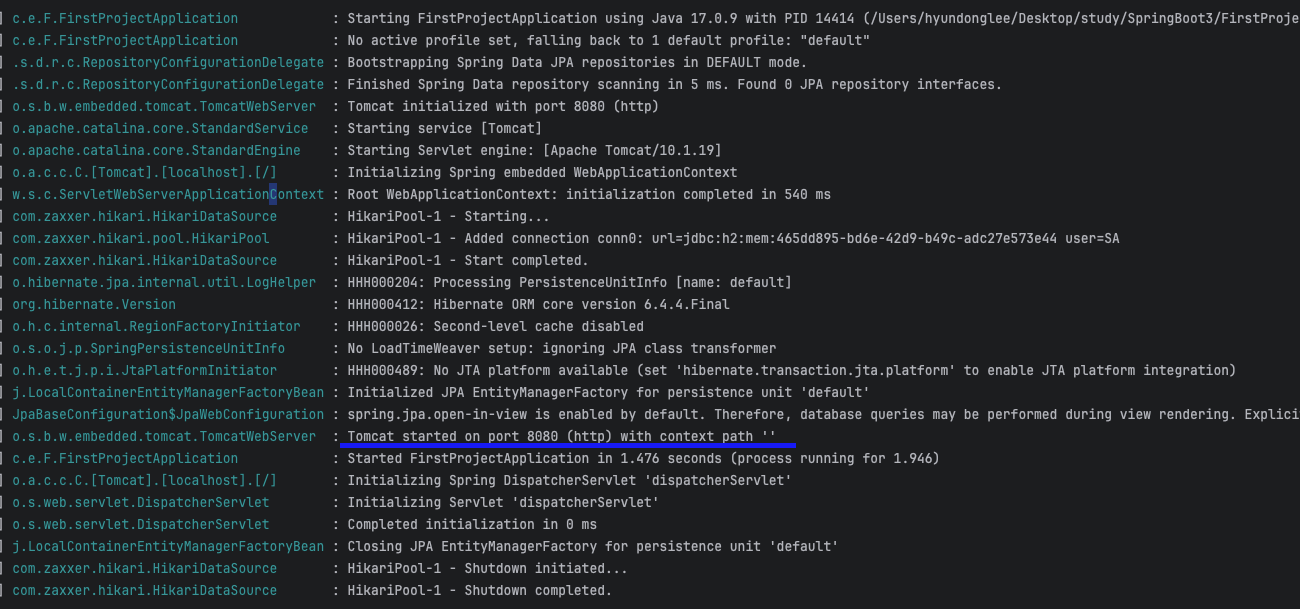 c.e.F.FirstProjectApplication : Starting FirstProjectApplication using Java 17.0.9 with PID 14414 (/Users/hyundonglee/Desktop/study/SpringBoot3/FirstProje
c.e.F.FirstProjectApplication : No active profile set, falling back to 1 default profile: "default"
.s.d.r.c.RepositoryConfigurationDelegate : Bootstrapping Spring Data JPA repositories in DEFAULT mode.
.s.d.r.c.RepositoryConfigurationDelegate : Finished Spring Data repository scanning in 5 ms. Found 0 JPA repository interfaces.
o.s.b.w.embedded.tomcat.TomcatWebServer : Tomcat initialized with port 8080 (http)
o.apache.catalina.core.StandardService : Starting service [Tomcat]
o.apache.catalina.core.StandardEngine : Starting Servlet engine: [Apache Tomcat/10.1.19]
o.a.c.c.C.[Tomcat].[localhost].[/] : Initializing Spring embedded WebApplicationContext
w.s.c.ServletWebServerApplicationContext : Root WebApplicationContext: initialization completed in 540 ms
com.zaxxer.hikari.HikariDataSource : HikariPool-1 - Starting...
com.zaxxer.hikari.pool.HikariPool : HikariPool-1 - Added connection conn0: url=jdbc:h2:mem:465dd895-bd6e-42d9-b49c-adc27e573e44 user=SA
com.zaxxer.hikari.HikariDataSource : HikariPool-1 - Start completed.
o.hibernate.jpa.internal.util.LogHelper : HHH000204: Processing PersistenceUnitInfo [name: default]
org.hibernate.Version : HHH000412: Hibernate ORM core version 6.4.4.Final
o.h.c.internal.RegionFactoryInitiator : HHH000026: Second-level cache disabled
o.s.o.j.p.SpringPersistenceUnitInfo : No LoadTimeWeaver setup: ignoring JPA class transformer
o.h.e.t.j.p.i.JtaPlatformInitiator : HHH000489: No JTA platform available (set 'hibernate.transaction.jta.platform' to enable JTA platform integration)
j.LocalContainerEntityManagerFactoryBean : Initialized JPA EntityManagerFactory for persistence unit 'default'
JpaBaseConfiguration$JpaWebConfiguration : spring.jpa.open-in-view is enabled by default. Therefore, database queries may be performed during view rendering. Explici
o.s.b.w.embedded.tomcat.TomcatWebServer : Tomcat started on port 8080 (http) with context path ''
c.e.F.FirstProjectApplication : Started FirstProjectApplication in 1.476 seconds (process running for 1.946)
o.a.c.c.C.[Tomcat].[localhost].[/] : Initializing Spring DispatcherServlet 'dispatcherServlet'
o.s.web.servlet.DispatcherServlet : Initializing Servlet 'dispatcherServlet'
o.s.web.servlet.DispatcherServlet : Completed initialization in 0 ms
j.LocalContainerEntityManagerFactoryBean : Closing JPA EntityManagerFactory for persistence unit 'default'
com.zaxxer.hikari.HikariDataSource : HikariPool-1 - Shutdown initiated...
com.zaxxer.hikari.HikariDataSource : HikariPool-1 - Shutdown completed.